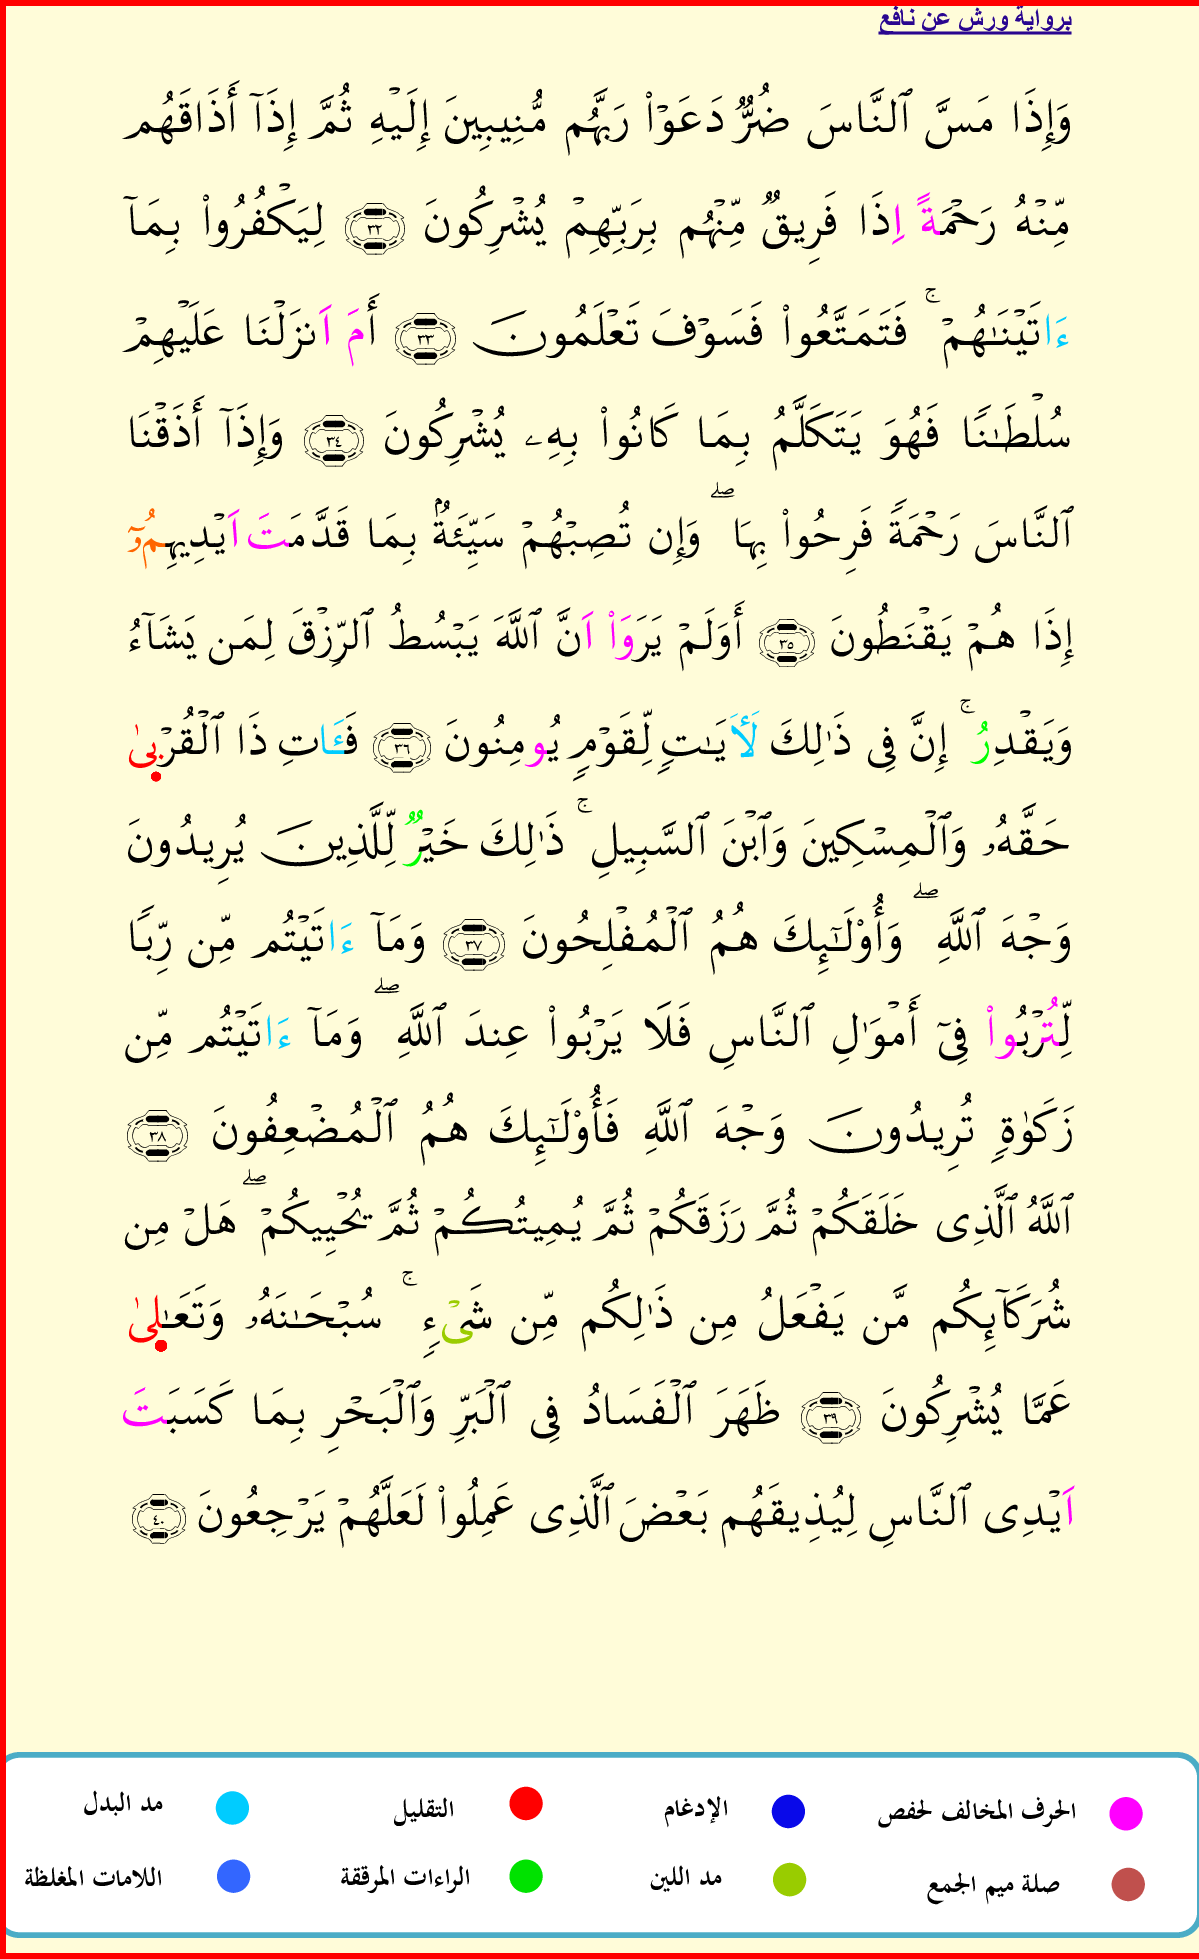 برواية ورش عن نافع
وَإِذَا مَسَّ ٱلنَّاسَ ضُرٌّ دَعَوْاْ رَبَّهُم مُّنِيبِينَ إِلَيْهِ ثُمَّ إِذَآ أَذَاقَهُم
مِّنْهُ رَحْمَةً اِذَا فَرِيقٌ مِّنْهُم بِرَبِّهِمْ يُشْرِكُونَ ٣٢ لِيَكْفُرُواْ بِمَآ
ءَاتَيْنَٰهُمْ ۚ فَتَمَتَّعُواْ فَسَوْفَ تَعْلَمُونَ ٣٣ أَمَ اَنزَلْنَا عَلَيْهِمْ
سُلْطَٰنًا فَهُوَ يَتَكَلَّمُ بِمَا كَانُواْ بِهِۦ يُشْرِكُونَ ٣٤ وَإِذَآ أَذَقْنَا
ٱلنَّاسَ رَحْمَةً فَرِحُواْ بِهَا ۖ وَإِن تُصِبْهُمْ سَيِّئَةٌۢ بِمَا قَدَّمَتَ اَيْدِيهِمُۥٓ
إِذَا هُمْ يَقْنَطُونَ ٣٥ أَوَلَمْ يَرَوَاْ اَنَّ ٱللَّهَ يَبْسُطُ ٱلرِّزْقَ لِمَن يَشَآءُ
وَيَقْدِرُ ۚ إِنَّ فِى ذَٰلِكَ لَأٓيَٰتٍ لِّقَوْمٍ يُومِنُونَ ٣٦ فَـَٔاتِ ذَا ٱلْقُرْبىٰ
حَقَّهُۥ وَٱلْمِسْكِينَ وَٱبْنَ ٱلسَّبِيلِ ۚ ذَٰلِكَ خَيْرٌ لِّلَّذِينَ يُرِيدُونَ
وَجْهَ ٱللَّهِ ۖ وَأُوْلَٰٓئِكَ هُمُ ٱلْمُفْلِحُونَ ٣٧ وَمَآ ءَاتَيْتُم مِّن رِّبًا
لِّتُرْبُواْ فِىٓ أَمْوَٰلِ ٱلنَّاسِ فَلَا يَرْبُواْ عِندَ ٱللَّهِ ۖ وَمَآ ءَاتَيْتُم مِّن
زَكَوٰةٍ تُرِيدُونَ وَجْهَ ٱللَّهِ فَأُوْلَٰٓئِكَ هُمُ ٱلْمُضْعِفُونَ ٣٨
ٱللَّهُ ٱلَّذِى خَلَقَكُمْ ثُمَّ رَزَقَكُمْ ثُمَّ يُمِيتُكُمْ ثُمَّ يُحْيِيكُمْ ۖ هَلْ مِن
شُرَكَآئِكُم مَّن يَفْعَلُ مِن ذَٰلِكُم مِّن شَىْءٍ ۚ سُبْحَٰنَهُۥ وَتَعَٰلىٰ
عَمَّا يُشْرِكُونَ ٣٩ ظَهَرَ ٱلْفَسَادُ فِى ٱلْبَرِّ وَٱلْبَحْرِ بِمَا كَسَبَتَ
اَيْدِى ٱلنَّاسِ لِيُذِيقَهُم بَعْضَ ٱلَّذِى عَمِلُواْ لَعَلَّهُمْ يَرْجِعُونَ ٤٠
الحرف المخالف لحفص الإدغام التقليل مد البدل
صلة ميم الجمع مد اللين الراءات المرققة اللامات المغلظة